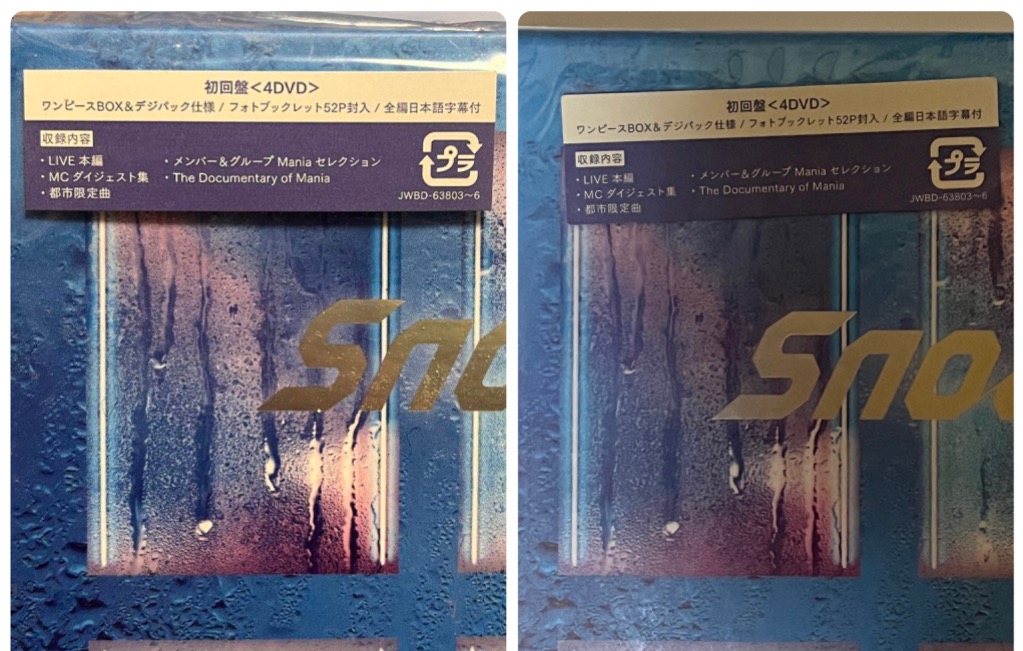 初回盤<4DVD>
ワンピースBOX＆デジパック仕様 / フォトブックレット52P封入 / 全編日本語字幕付
収録内容
・LIVE 本編
・MC ダイジェスト集
・都市限定曲
・メンバー＆グループ Mania セレクション
・The Documentary of Mania
プラ
JWBD-63803〜6
Sno
初回盤<4DVD>
ワンピースBOX＆デジパック仕様 / フォトブックレット52P封入 / 全編日本語字幕付
収録内容
・LIVE 本編
・MC ダイジェスト集
・都市限定曲
・メンバー＆グループ Mania セレクション
・The Documentary of Mania
プラ
JWBD-63803〜6
Sno